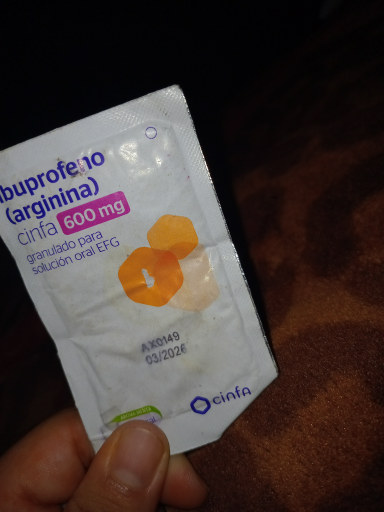 Ibuprofeno
(arginina)
cinfa 600 mg
granulado para
solución oral EFG
AX0149
03/2026
cinfa